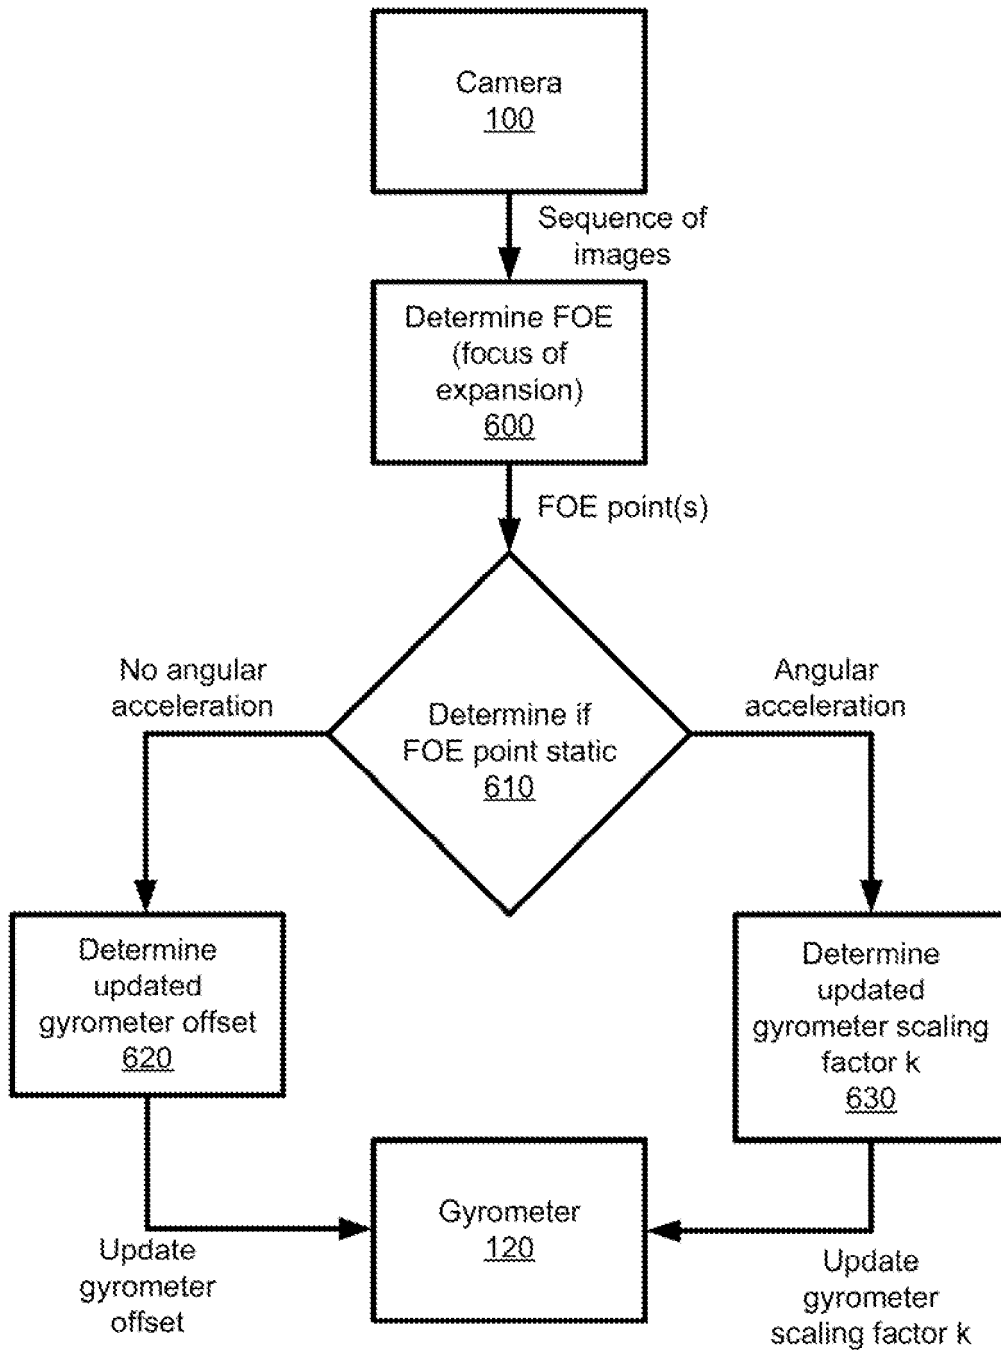 Camera
100
Sequence of
images
Determine FOE
(focus of
expansion)
600
FOE point(s)
No angular
acceleration
Angular
acceleration
Determine if
FOE point static
610
Determine
updated
gyrometer offset
620
Determine
updated
gyrometer scaling
factor k
630
Gyrometer
120
Update
gyrometer
offset
Update
gyrometer
scaling factor k